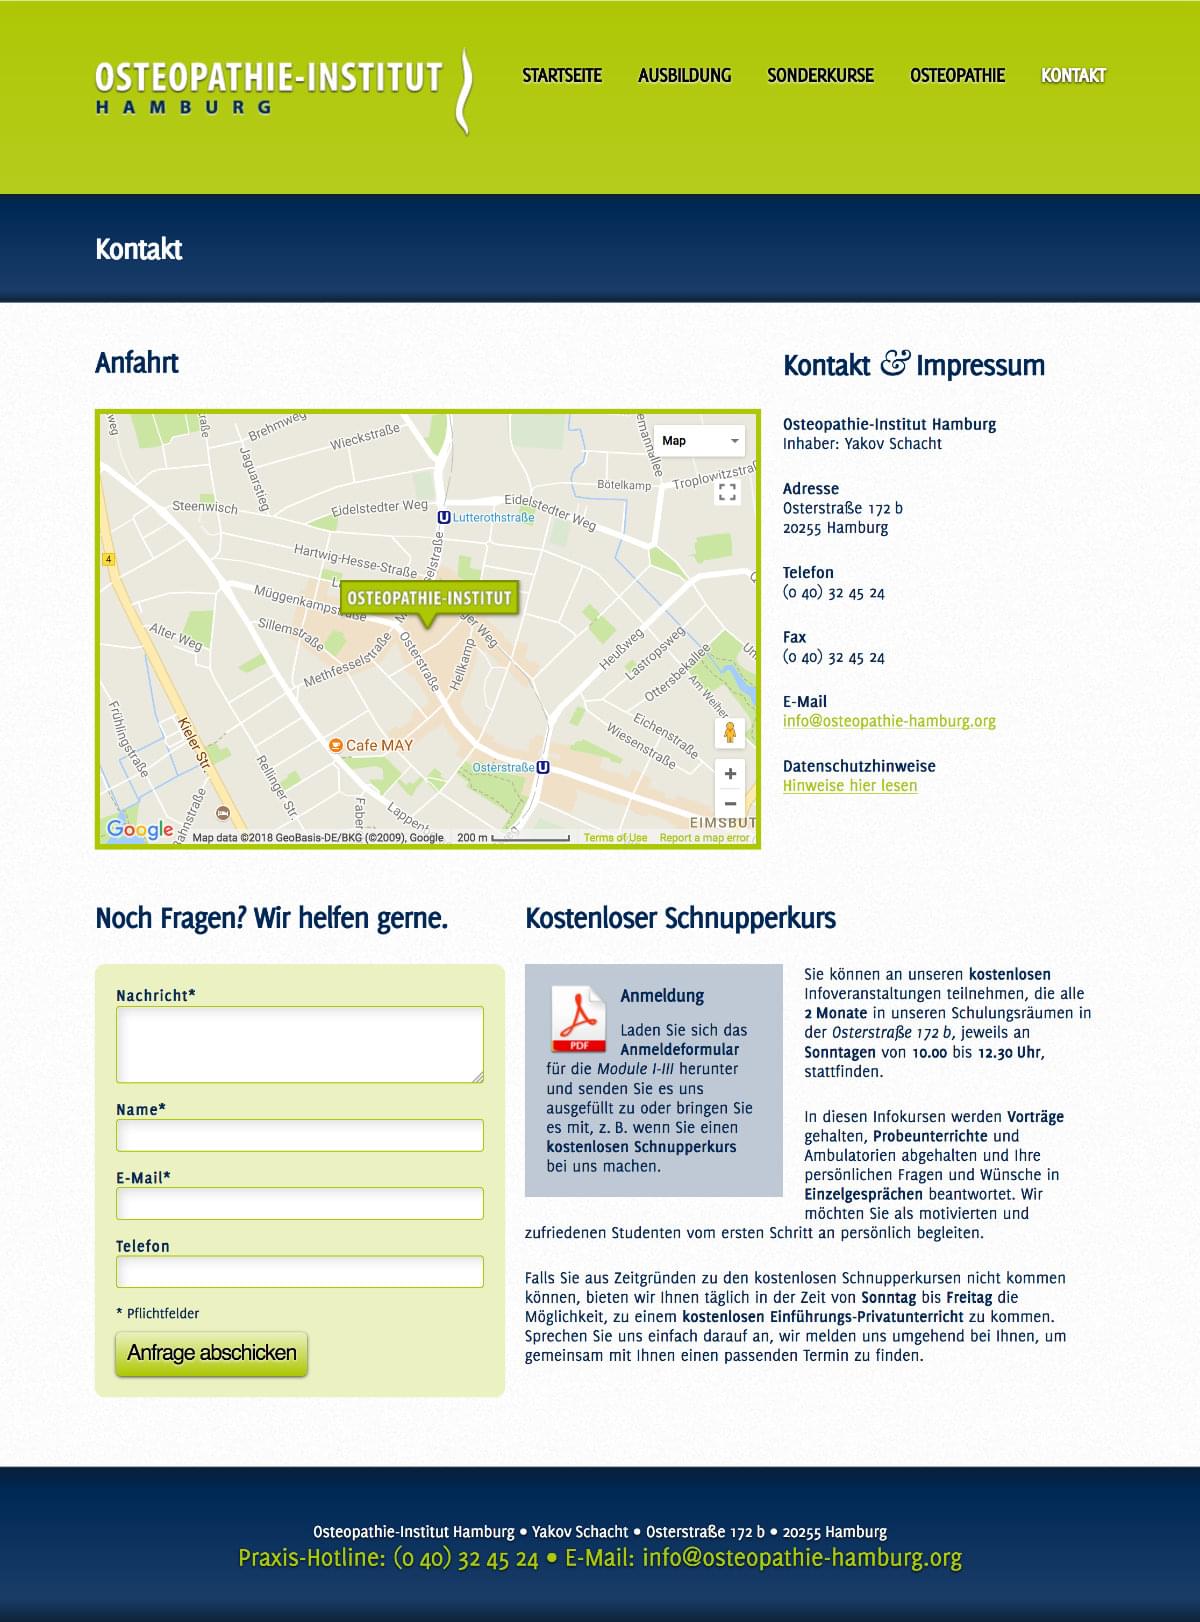 OSTEOPATHIE-INSTITUT
HAMBURG
STARTSEITE
AUSBILDUNG
SONDERKURSE
OSTEOPATHIE
KONTAKT
Kontakt
Anfahrt
Brehmweg
Wieckstraße
Jaguarstieg
Map
Bötelkamp
Steenwisch
Eidelstedter Weg
Eidelstedter Weg
Lutterothstraße
4
Hartwig-Hesse-Straße
OSTEOPATHIE-INSTITUT
Sillemstraße
Alter Weg
Methfesselstraße
Osterstraße
Hellkamp
Heußweg
Lastropsweg
Ottersbekallee
Frühlingstraße
Kieler Str.
Eichenstraße
Wiesenstraße
Cafe MAY
Rellinger Str.
Osterstraße
Google
Map data ©2018 GeoBasis-DE/BKG (©2009), Google
200 m
Terms of Use
Report a map error
Kontakt & Impressum
Osteopathie-Institut Hamburg
Inhaber: Yakov Schacht
Adresse
Osterstraße 172 b
20255 Hamburg
Telefon
(0 40) 32 45 24
Fax
(0 40) 32 45 24
E-Mail
info@osteopathie-hamburg.org
Datenschutzhinweise
Hinweise hier lesen
Noch Fragen? Wir helfen gerne.
Nachricht*
Name*
E-Mail*
Telefon
* Pflichtfelder
Anfrage abschicken
Kostenloser Schnupperkurs
PDF
Anmeldung
Laden Sie sich das
Anmeldeformular
für die Module I-III herunter
und senden Sie es uns
ausgefüllt zu oder bringen Sie
es mit, z. B. wenn Sie einen
kostenlosen Schnupperkurs
bei uns machen.
Sie können an unseren kostenlosen
Infoveranstaltungen teilnehmen, die alle
2 Monate in unseren Schulungsräumen in
der Osterstraße 172 b, jeweils an
Sonntagen von 10.00 bis 12.30 Uhr,
stattfinden.
In diesen Infokursen werden Vorträge
gehalten, Probeunterrichte und
Ambulatorien abgehalten und Ihre
persönlichen Fragen und Wünsche in
Einzelgesprächen beantwortet. Wir
möchten Sie als motivierten und
zufriedenen Studenten vom ersten Schritt an persönlich begleiten.
Falls Sie aus Zeitgründen zu den kostenlosen Schnupperkursen nicht kommen
können, bieten wir Ihnen täglich in der Zeit von Sonntag bis Freitag die
Möglichkeit, zu einem kostenlosen Einführungs-Privatunterricht zu kommen.
Sprechen Sie uns einfach darauf an, wir melden uns umgehend bei Ihnen, um
gemeinsam mit Ihnen einen passenden Termin zu finden.
Osteopathie-Institut Hamburg • Yakov Schacht • Osterstraße 172 b • 20255 Hamburg
Praxis-Hotline: (0 40) 32 45 24 • E-Mail: info@osteopathie-hamburg.org